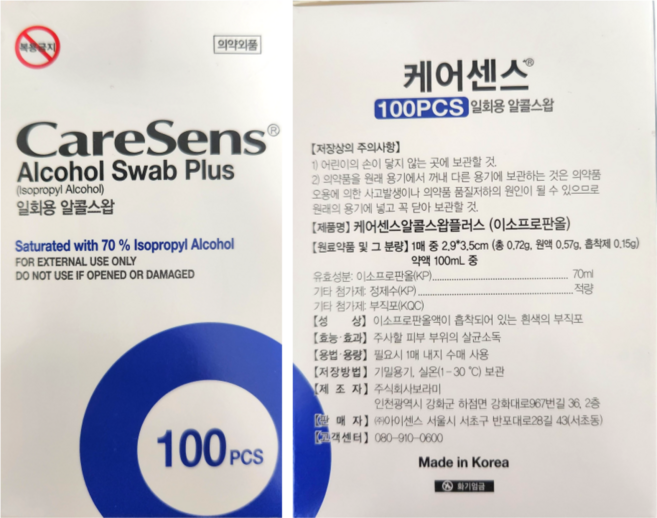 복용금지
의약외품
CareSens®
Alcohol Swab Plus
(Isopropyl Alcohol)
일회용 알콜스왑
Saturated with 70 % Isopropyl Alcohol
FOR EXTERNAL USE ONLY
DO NOT USE IF OPENED OR DAMAGED
100 PCS
케어센스®
100PCS 일회용 알콜스왑
【저장상의 주의사항】
1) 어린이의 손이 닿지 않는 곳에 보관할 것.
2) 의약품을 원래 용기에서 꺼내 다른 용기에 보관하는 것은 의약품
오용에 의한 사고발생이나 의약품 품질저하의 원인이 될 수 있으므로
원래의 용기에 넣고 꼭 닫아 보관할 것.
【제품명】 케어센스알콜스왑플러스 (이소프로판올)
【원료약품 및 그 분량】 1매 중 2.9*3.5cm (총 0.72g, 원액 0.57g, 흡착제 0.15g)
약액 100mL 중
유효성분: 이소프로판올(KP)........................................70ml
기타 첨가제: 정제수(KP)........................................적량
기타 첨가제: 부직포(KQC)
【성 상】 이소프로판올액이 흡착되어 있는 흰색의 부직포
【효능·효과】 주사할 피부 부위의 살균소독
【용법·용량】 필요시 1매 내지 수매 사용
【저장방법】 기밀용기, 실온(1-30 ℃) 보관
【제 조 자】 주식회사보라미
인천광역시 강화군 하점면 강화대로967번길 36, 2층
【판 매 자】 ㈜아이센스 서울시 서초구 반포대로28길 43(서초동)
【고객센터】 080-910-0600
Made in Korea
화기엄금